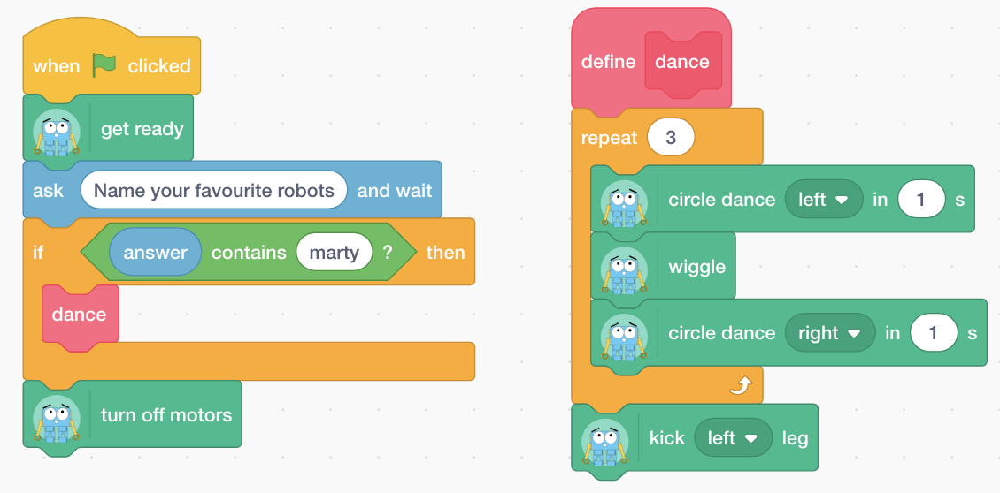 when clicked
get ready
ask Name your favourite robots and wait
if answer contains marty ? then
dance
turn off motors
define dance
repeat 3
circle dance left in 1 s
wiggle
circle dance right in 1 s
kick left leg